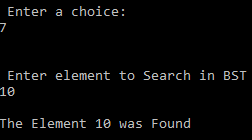 Enter a choice:
7
Enter element to Search in BST
10
The Element 10 was Found